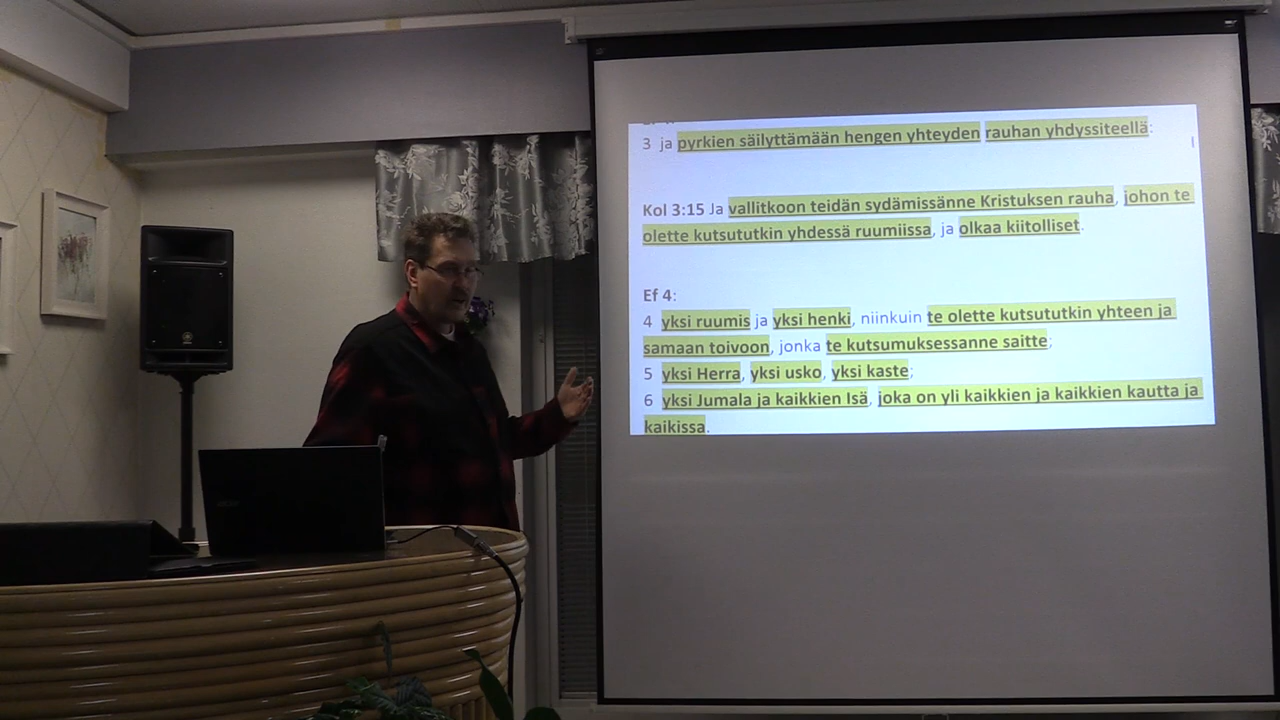 3 ja pyrkien säilyttämään hengen yhteyden rauhan yhdyssiteellä:
Kol 3:15 Ja vallitkoon teidän sydämissänne Kristuksen rauha, johon te
olette kutsututkin yhdessä ruumiissa, ja olkaa kiitolliset.
Ef 4:
4 yksi ruumis ja yksi henki, niinkuin te olette kutsututkin yhteen ja
samaan toivoon, jonka te kutsumuksessanne saitte;
5 yksi Herra, yksi usko, yksi kaste;
6 yksi Jumala ja kaikkien Isä, joka on yli kaikkien ja kaikkien kautta ja
kaikissa.